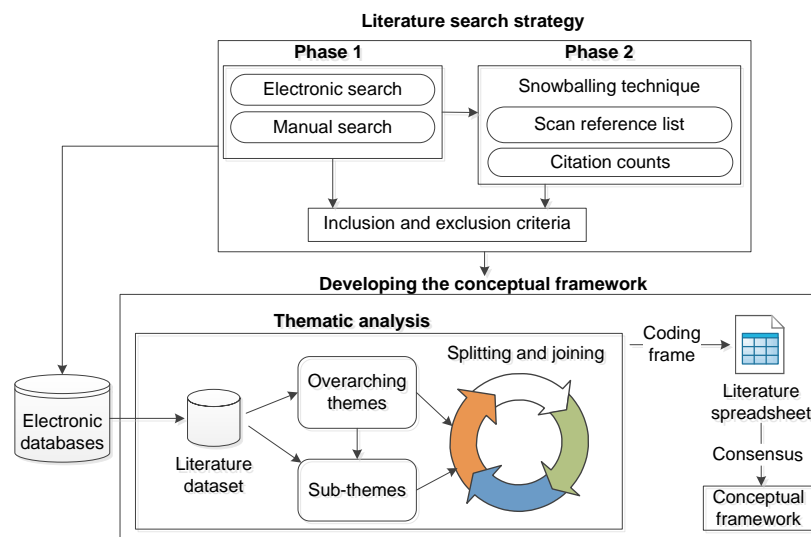 Literature search strategy
Phase 1
Phase 2
Electronic search
Manual search
Snowballing technique
Scan reference list
Citation counts
Inclusion and exclusion criteria
Developing the conceptual framework
Thematic analysis
Electronic
databases
Literature
dataset
Overarching
themes
Sub-themes
Splitting and joining
Coding
frame
Literature
spreadsheet
Consensus
Conceptual
framework